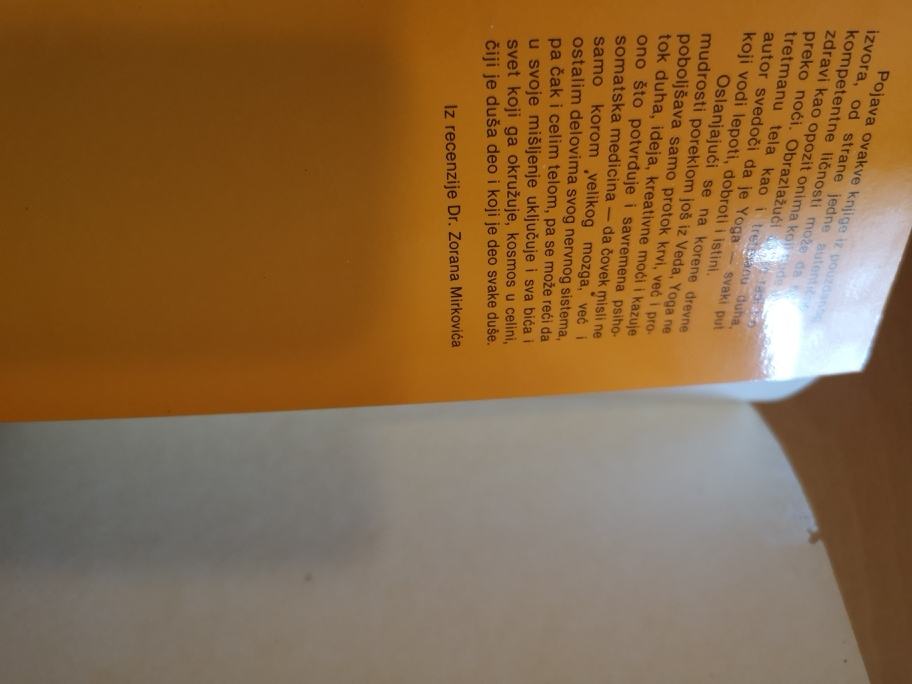 Pojava ovakve knjige iz pouzdanog
izvora, od strane jedne autentične,
kompetentne ličnosti može da
zdravi kao opozit onima koji
preko noći. Obrazlažući
tretmanu tela kao i tretmanu duha,
autor svedoči da je Yoga — svaki put
koji vodi lepoti, dobroti i istini.
Oslanjajući se na korene drevne
mudrosti poreklom još iz Veda, Yoga ne
poboljšava samo protok krvi, već i pro-
tok duha, ideja, kreativne moći i kazuje
ono što potvrđuje i savremena psiho-
somatska medicina — da čovek misli ne
samo korom „velikog mozga, već i
ostalim delovima svog nervnog sistema,
pa čak i celim telom, pa se može reći da
u svoje mišljenje uključuje i sva bića i
svet koji ga okružuje, kosmos u celini,
čiji je duša deo i koji je deo svake duše.
Iz recenzije Dr. Zorana Mirkovića